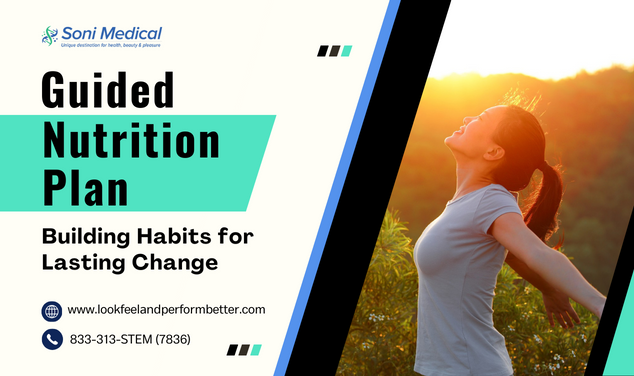 Soni Medical
Unique destination for health, beauty & pleasure
Guided
Nutrition
Plan
Building Habits for
Lasting Change
www.lookfeelandperformbetter.com
833-313-STEM (7836)